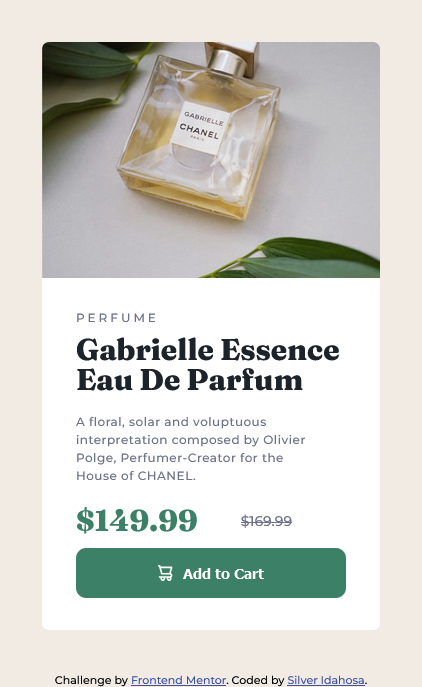 GABRIELLE
CHANEL
PARIS
PERFUME
Gabrielle Essence
Eau De Parfum
A floral, solar and voluptuous
interpretation composed by Olivier
Polge, Perfumer-Creator for the
House of CHANEL.
$149.99 $169.99
Add to Cart
Challenge by Frontend Mentor. Coded by Silver Idahosa.